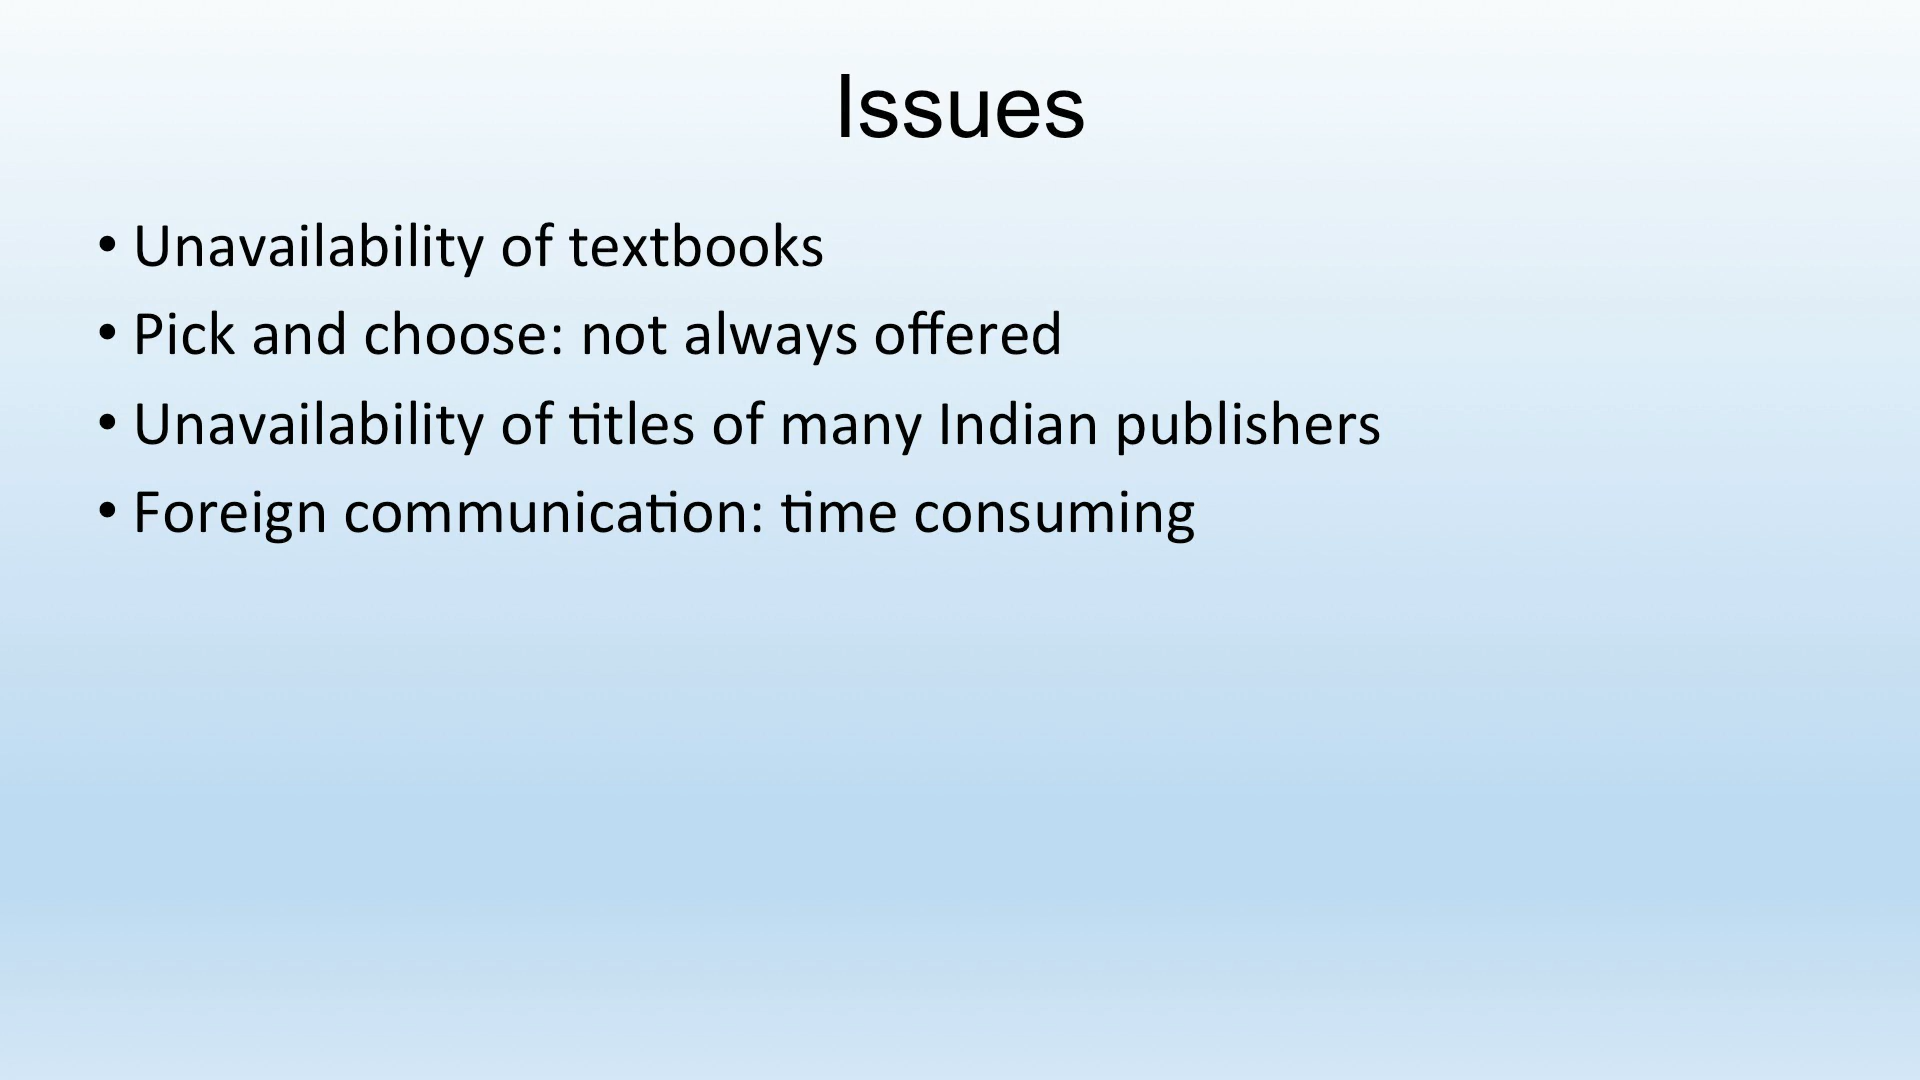 Issues
• Unavailability of textbooks
• Pick and choose: not always offered
• Unavailability of titles of many Indian publishers
• Foreign communication: time consuming